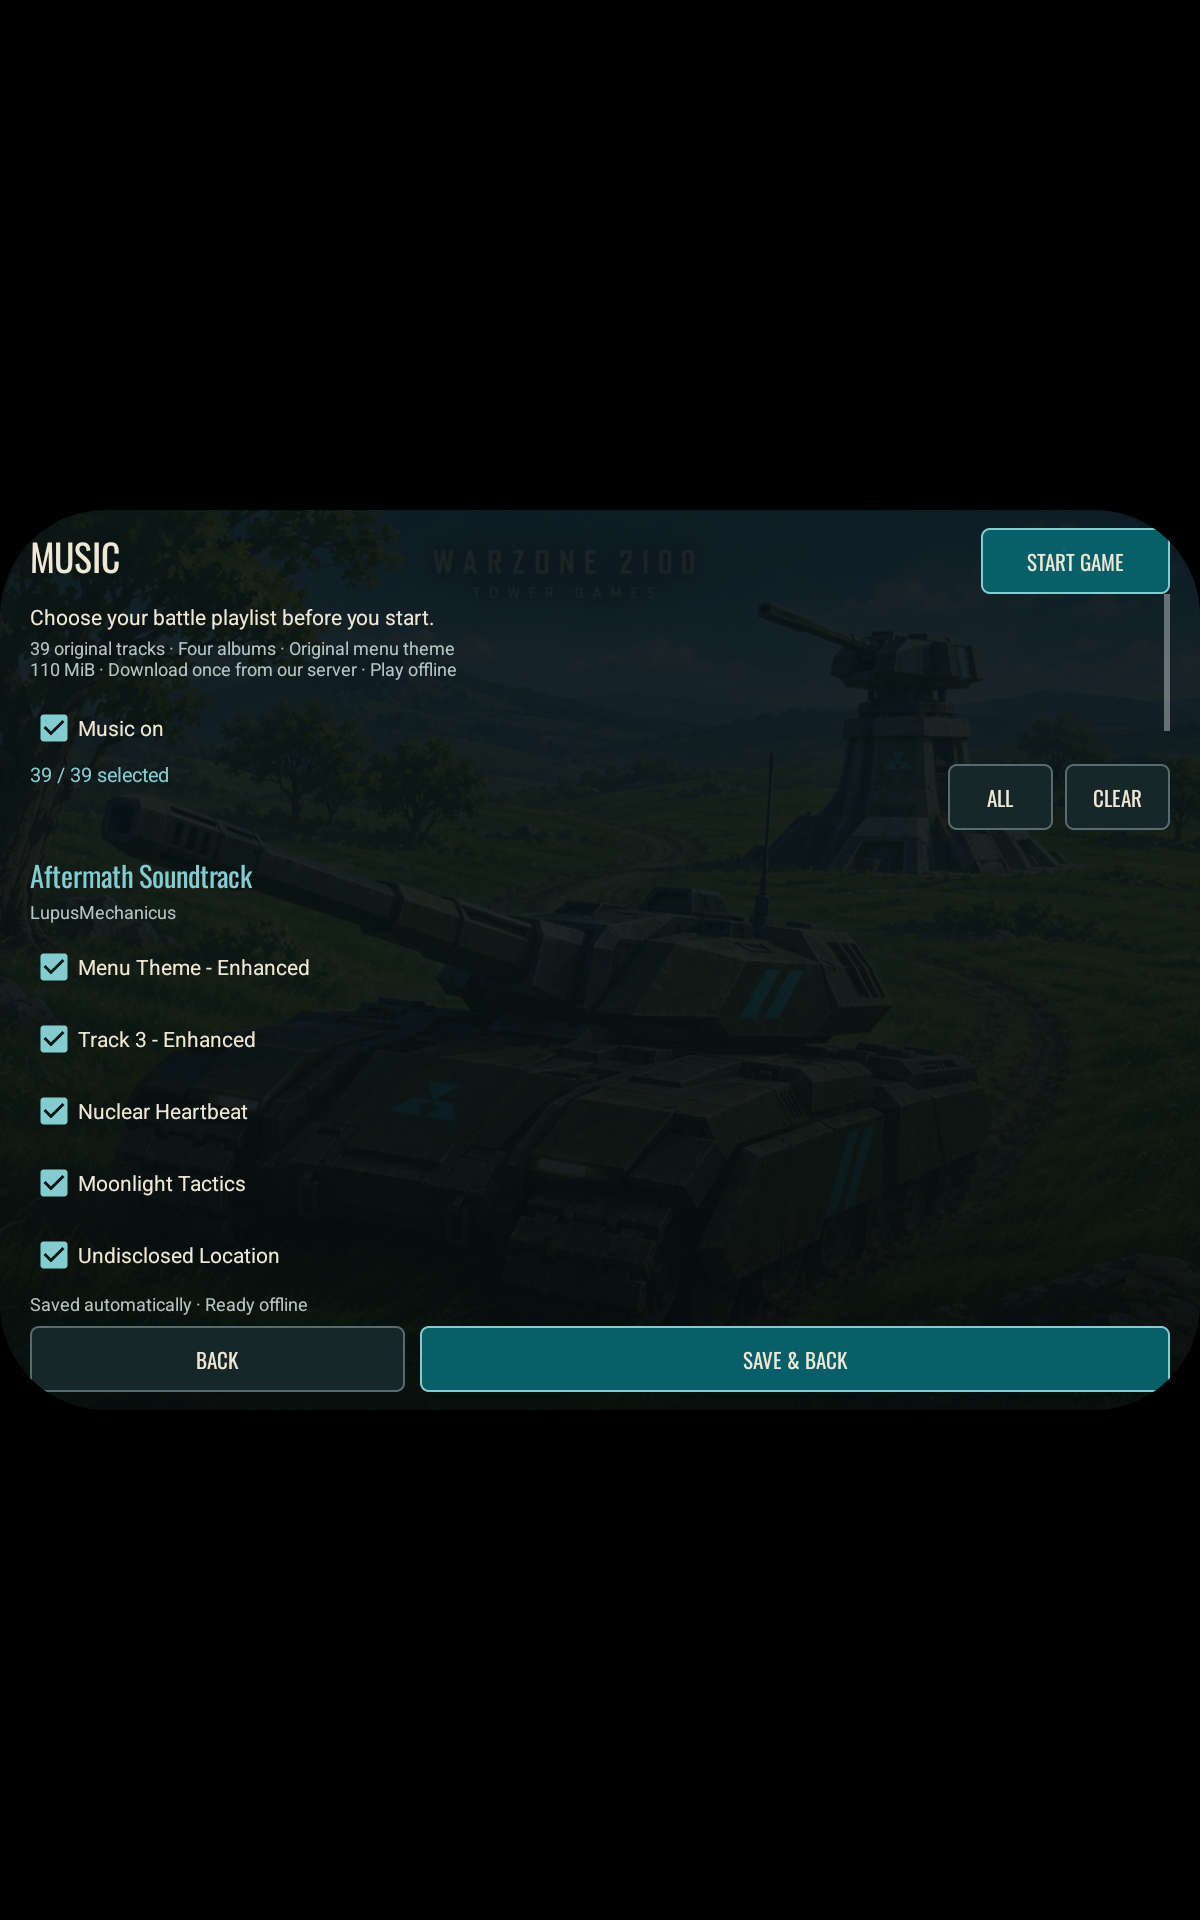 MUSIC
WARZONE 2100
TOWER GAMES
START GAME
Choose your battle playlist before you start.
39 original tracks · Four albums · Original menu theme
110 MiB · Download once from our server · Play offline
Music on
39 / 39 selected
ALL
CLEAR
Aftermath Soundtrack
LupusMechanicus
Menu Theme - Enhanced
Track 3 - Enhanced
Nuclear Heartbeat
Moonlight Tactics
Undisclosed Location
Saved automatically · Ready offline
BACK
SAVE & BACK